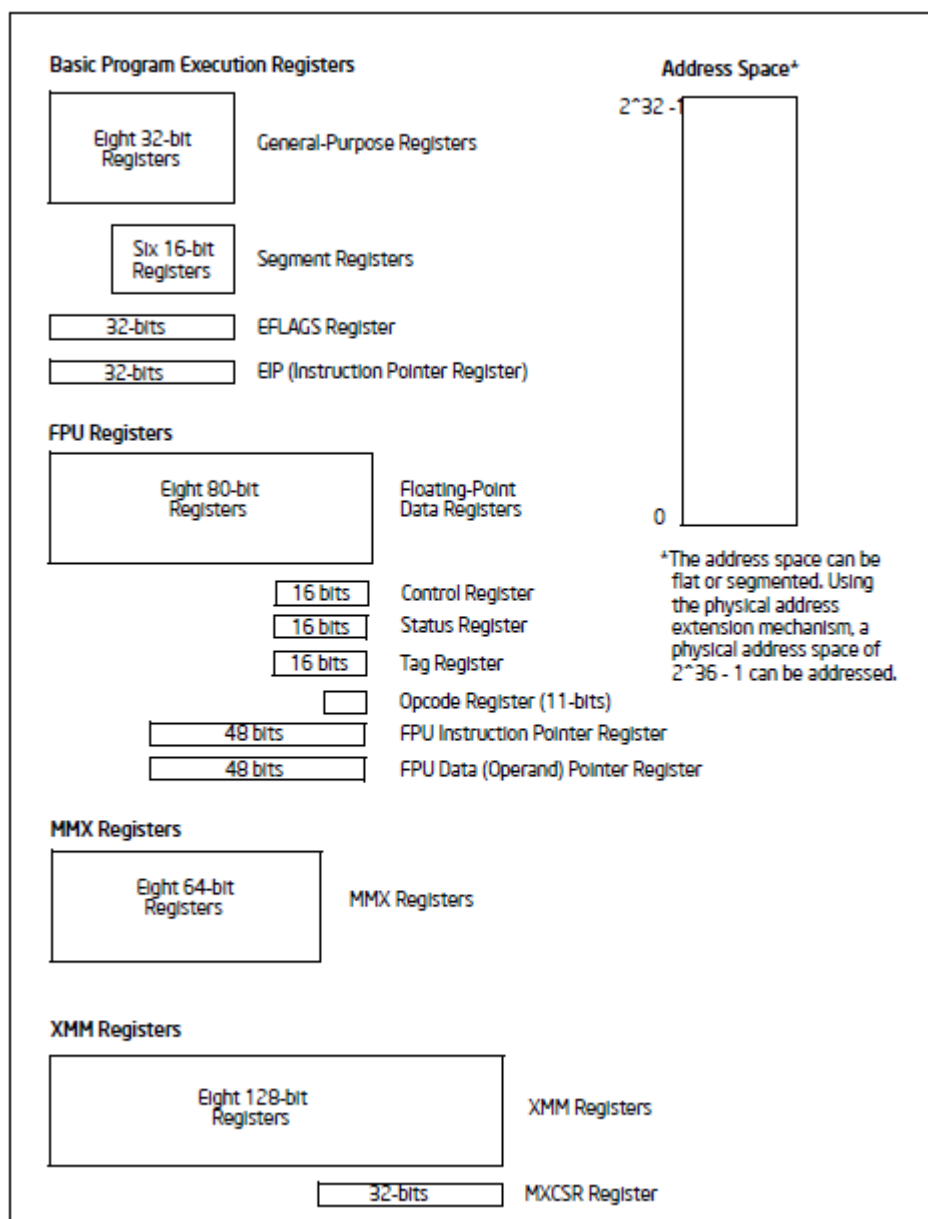 Basic Program Execution Registers
Address Space*
2^32 -1
Eight 32-bit
Registers
General-Purpose Registers
Six 16-bit
Registers
Segment Registers
32-bits
EFLAGS Register
32-bits
EIP (Instruction Pointer Register)
FPU Registers
Eight 80-bit
Registers
Floating-Point
Data Registers
0
*The address space can be
flat or segmented. Using
the physical address
extension mechanism, a
physical address space of
2^36 - 1 can be addressed.
16 bits
Control Register
16 bits
Status Register
16 bits
Tag Register
Opcode Register (11-bits)
48 bits
FPU Instruction Pointer Register
48 bits
FPU Data (Operand) Pointer Register
MMX Registers
Eight 64-bit
Registers
MMX Registers
XMM Registers
Eight 128-bit
Registers
XMM Registers
32-bits
MXCSR Register